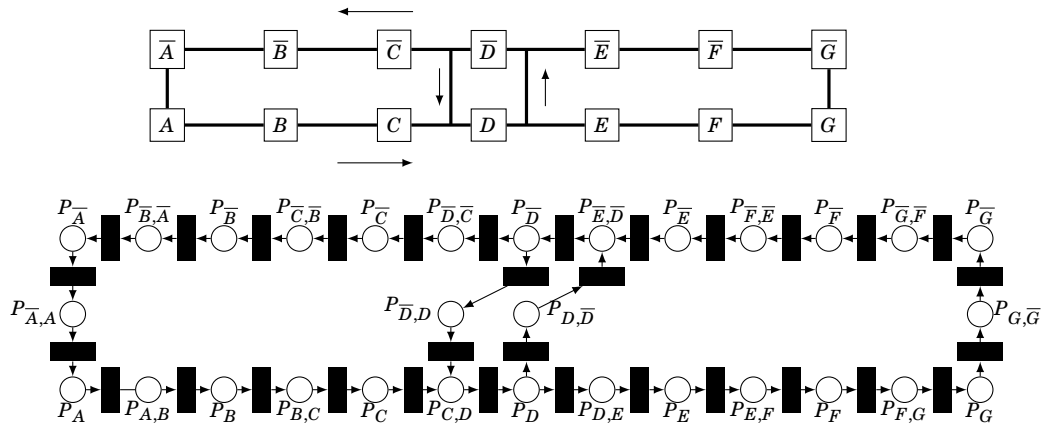 A̅ B̅ C̅ D̅ E̅ F̅ G̅
A B C D E F G
P_A̅ P_B̅,A̅ P_B̅ P_C̅,B̅ P_C̅ P_D̅,C̅ P_D̅ P_E̅,D̅ P_E̅ P_F̅,E̅ P_F̅ P_G̅,F̅ P_G̅
P_A̅,A P_D̅,D P_D,D̅ P_G,G̅
P_A P_A,B P_B P_B,C P_C P_C,D P_D P_D,E P_E P_E,F P_F P_F,G P_G